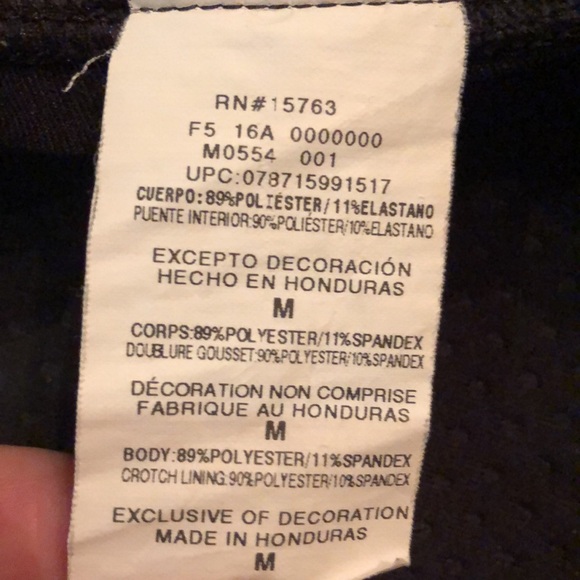 RN#15763
F5 16A 0000000
M0554 001
UPC:078715991517
CUERPO:89%POLIÉSTER/11%ELASTANO
PUENTE INTERIOR:90%POLIÉSTER/10%ELASTANO
EXCEPTO DECORACIÓN
HECHO EN HONDURAS
M
CORPS:89%POLYESTER/11%SPANDEX
DOUBLURE GOUSSET:90%POLYESTER/10%SPANDEX
DÉCORATION NON COMPRISE
FABRIQUE AU HONDURAS
M
BODY:89%POLYESTER/11%SPANDEX
CROTCH LINING:90%POLYESTER/10%SPANDEX
EXCLUSIVE OF DECORATION
MADE IN HONDURAS
M